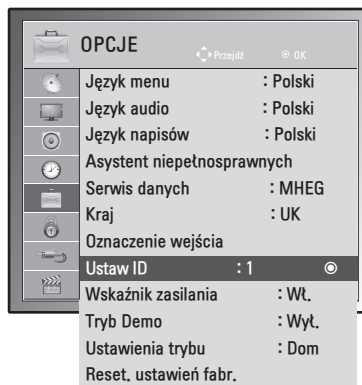 OPCJE
Przejdź OK
Język menu : Polski
Język audio : Polski
Język napisów : Polski
Asystent niepełnosprawnych
Serwis danych : MHEG
Kraj : UK
Oznaczenie wejścia
Ustaw ID : 1
Wskaźnik zasilania : Wł.
Tryb Demo : Wył.
Ustawienia trybu : Dom
Reset. ustawień fabr.